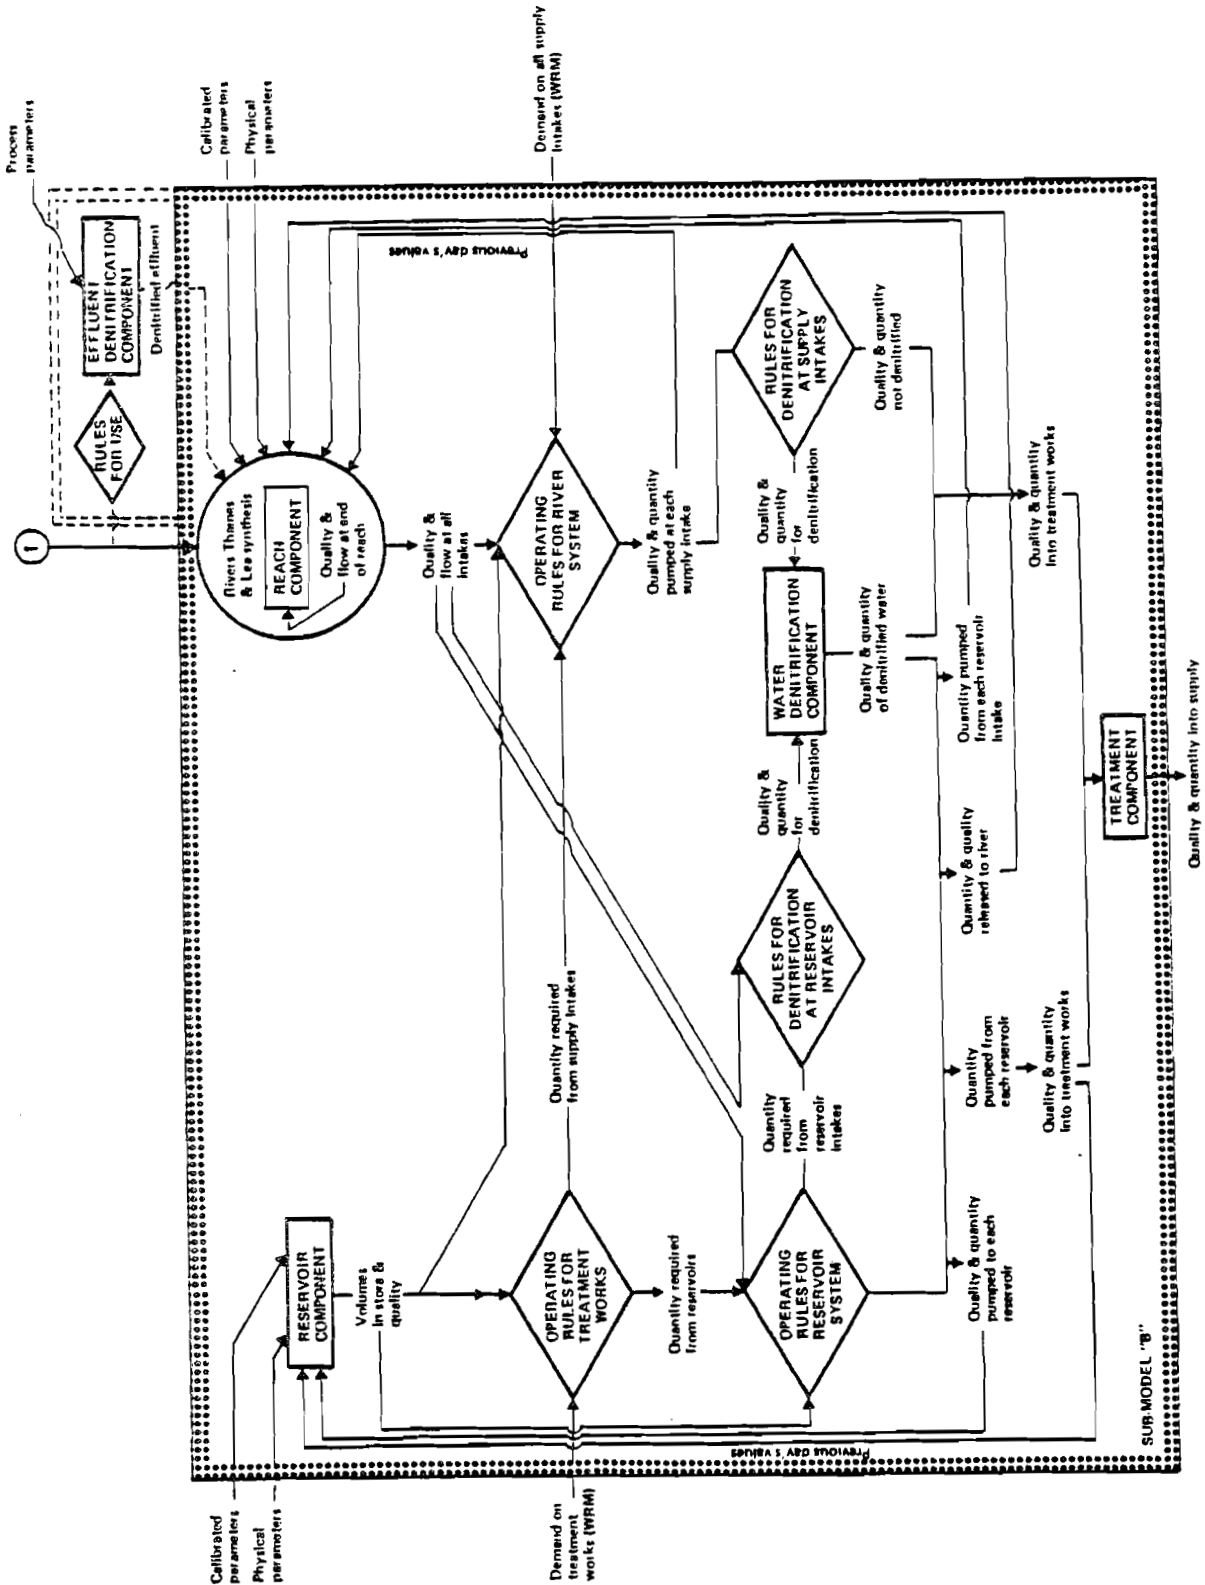 Process
parameters
Calibrated
parameters
Physical
parameters
Demand on all supply
Intakes (WRM)
1
RULES
FOR USE
EFFLUENT
DENITRIFICATION
COMPONENT
Denitrified effluent
Rivers Thames
& Lea synthesis
REACH
COMPONENT
Quality &
flow at end
of reach
Previous day's values
Calibrated
parameters
Physical
parameters
RESERVOIR
COMPONENT
Volumes
in store &
quality
Quality &
flow at all
intakes
OPERATING
RULES FOR RIVER
SYSTEM
Quality & quantity
pumped at each
supply intake
Demand on
treatment
works (WRM)
OPERATING
RULES FOR
TREATMENT
WORKS
Quantity required
from supply intakes
Quantity required
from reservoirs
RULES FOR
DENITRIFICATION
AT SUPPLY
INTAKES
Quality &
quantity
for
denitrification
Quality & quantity
not denitrified
WATER
DENITRIFICATION
COMPONENT
Quality &
quantity
for
denitrification
RULES FOR
DENITRIFICATION
AT RESERVOIR
INTAKES
Quantity
required
from
reservoir
intakes
OPERATING
RULES FOR
RESERVOIR
SYSTEM
Quality & quantity
of denitrified water
Previous day's values
Quality & quantity
pumped to each
reservoir
Quantity
pumped from
each reservoir
Quantity & quality
released to river
Quantity pumped
from each reservoir
Intake
Quality & quantity
Into treatment works
Quality & quantity
Into treatment works
TREATMENT
COMPONENT
SUB-MODEL "B"
Quality & quantity into supply